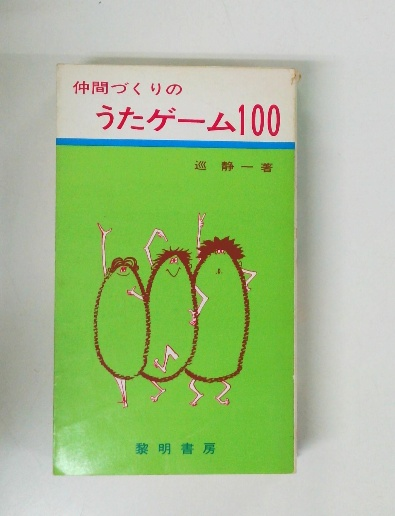 仲間づくりの
うたゲーム100
巡 静一著
黎明書房